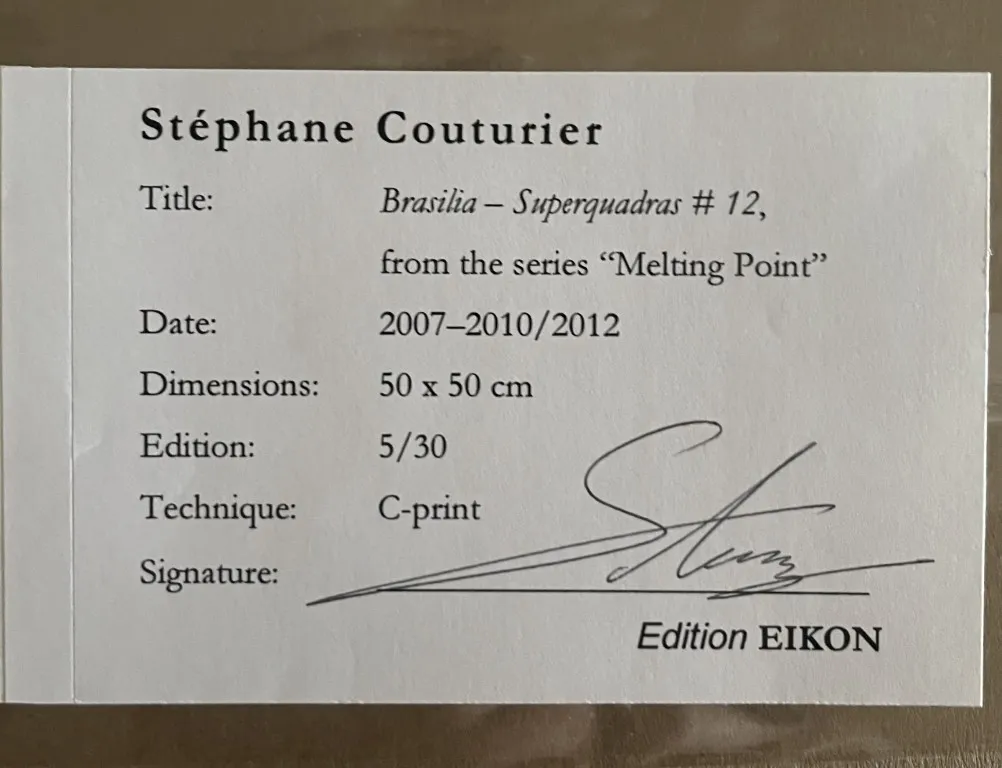 Stéphane Couturier
Title: Brasilia – Superquadras # 12,
from the series “Melting Point”
Date: 2007–2010/2012
Dimensions: 50 x 50 cm
Edition: 5/30
Technique: C-print
Signature:
Edition EIKON